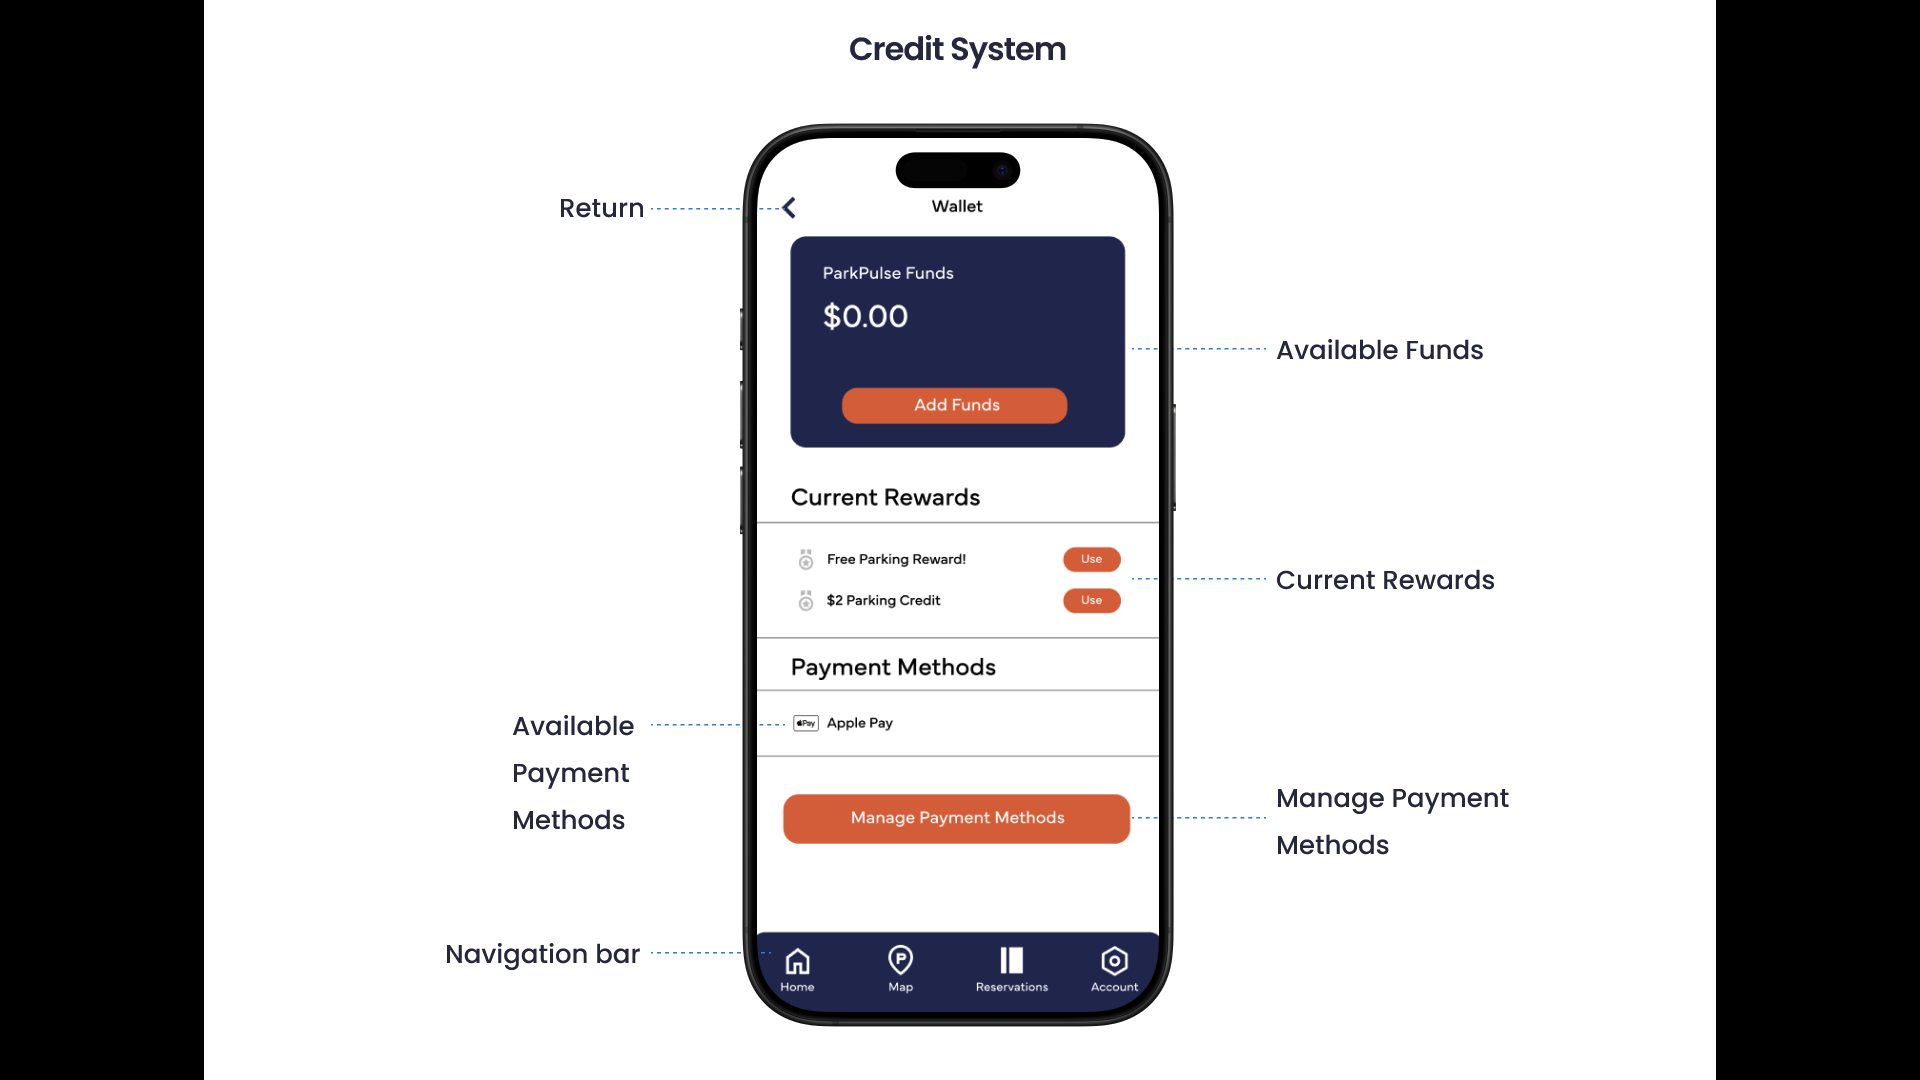 Credit System
Return
Wallet
ParkPulse Funds
$0.00
Available Funds
Add Funds
Current Rewards
Free Parking Reward!
Use
$2 Parking Credit
Use
Current Rewards
Payment Methods
Available
Payment
Methods
Pay
Apple Pay
Manage Payment Methods
Manage Payment
Methods
Navigation bar
P
Home
Map
Reservations
Account